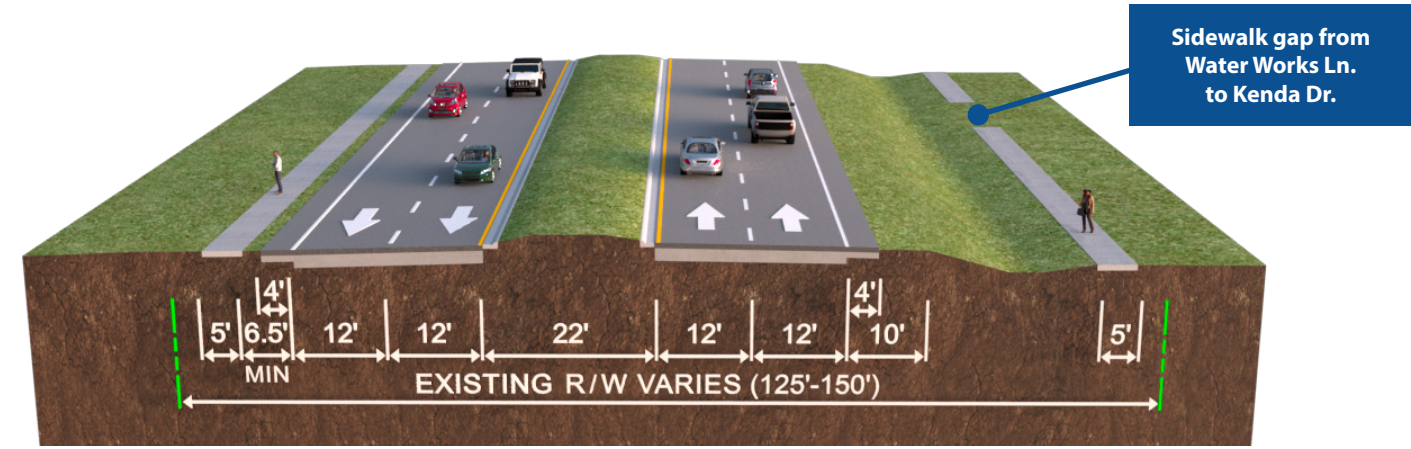 Sidewalk gap from
Water Works Ln.
to Kenda Dr.
4' 4'
5' 6.5' 12' 12' 22' 12' 12' 10' 5'
MIN
EXISTING R/W VARIES (125'-150')